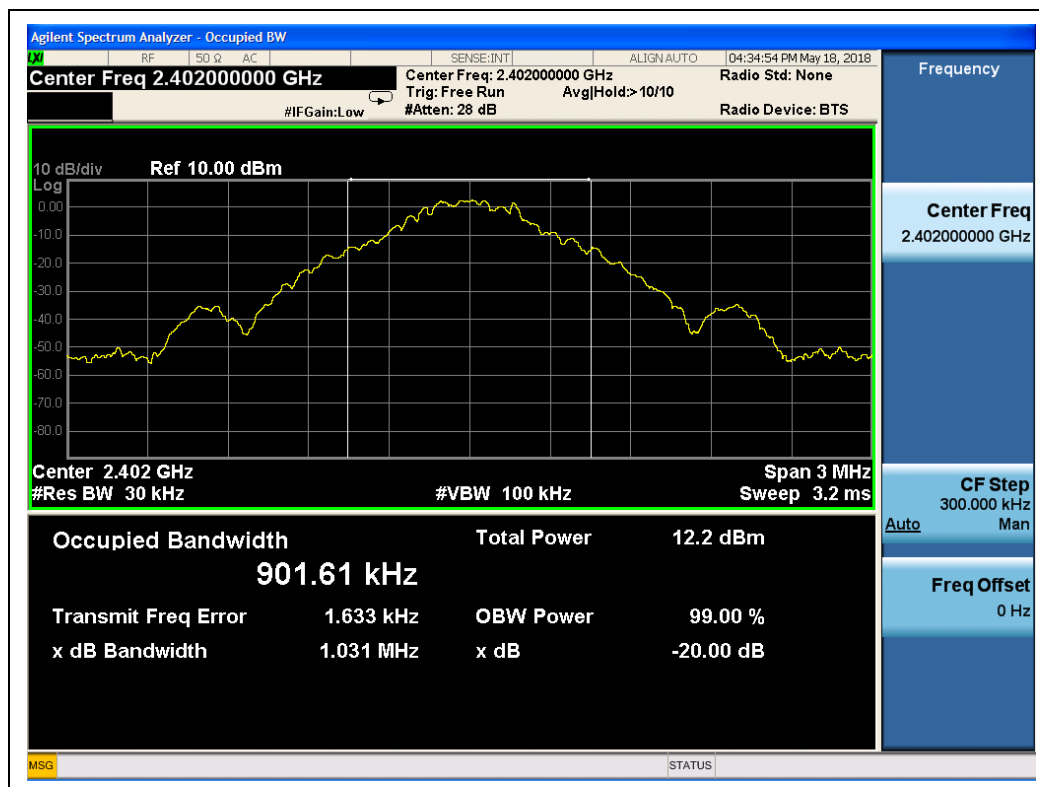 Agilent Spectrum Analyzer - Occupied BW
LXI RF 50 Ω AC SENSE:INT ALIGN AUTO 04:34:54 PM May 18, 2018
Center Freq 2.402000000 GHz
Center Freq: 2.402000000 GHz Radio Std: None
Trig: Free Run Avg|Hold:>10/10
#IFGain:Low #Atten: 28 dB Radio Device: BTS
10 dB/div Ref 10.00 dBm
Log
0.00
-10.0
-20.0
-30.0
-40.0
-50.0
-60.0
-70.0
-80.0
Center 2.402 GHz Span 3 MHz
#Res BW 30 kHz #VBW 100 kHz Sweep 3.2 ms
Occupied Bandwidth Total Power 12.2 dBm
901.61 kHz
Transmit Freq Error 1.633 kHz OBW Power 99.00 %
x dB Bandwidth 1.031 MHz x dB -20.00 dB
Frequency
Center Freq
2.402000000 GHz
CF Step
300.000 kHz
Auto Man
Freq Offset
0 Hz
MSG STATUS